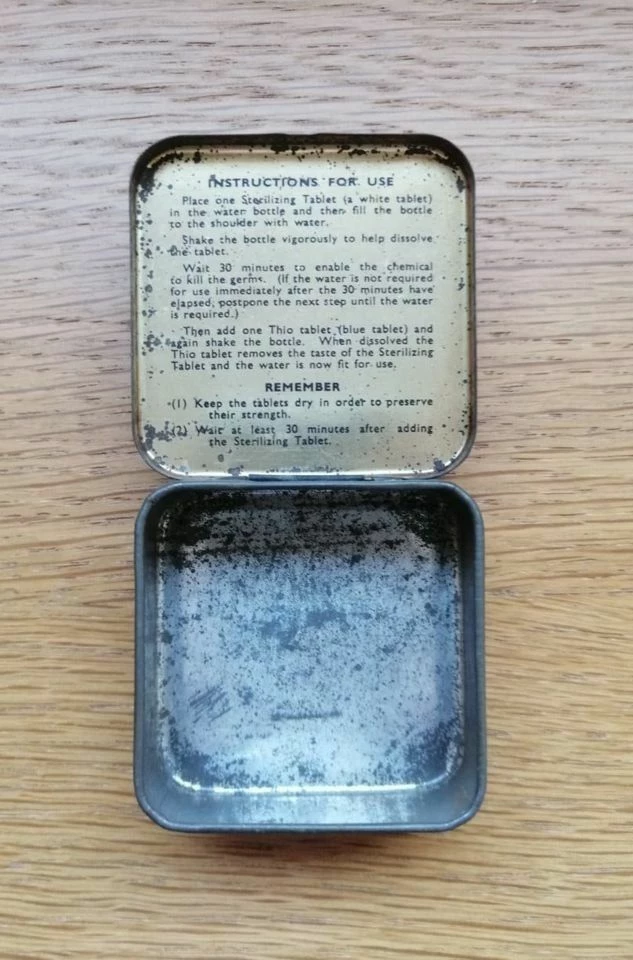 INSTRUCTIONS FOR USE
Place one Sterilizing Tablet (a white tablet)
in the water bottle and then fill the bottle
to the shoulder with water.
Shake the bottle vigorously to help dissolve
the tablet.
Wait 30 minutes to enable the chemical
to kill the germs. (If the water is not required
for use immediately after the 30 minutes have
elapsed, postpone the next step until the water
is required.)
Then add one Thio tablet (blue tablet) and
again shake the bottle. When dissolved the
Thio tablet removes the taste of the Sterilizing
Tablet and the water is now fit for use.
REMEMBER
(1) Keep the tablets dry in order to preserve
their strength.
(2) Wait at least 30 minutes after adding
the Sterilizing Tablet.